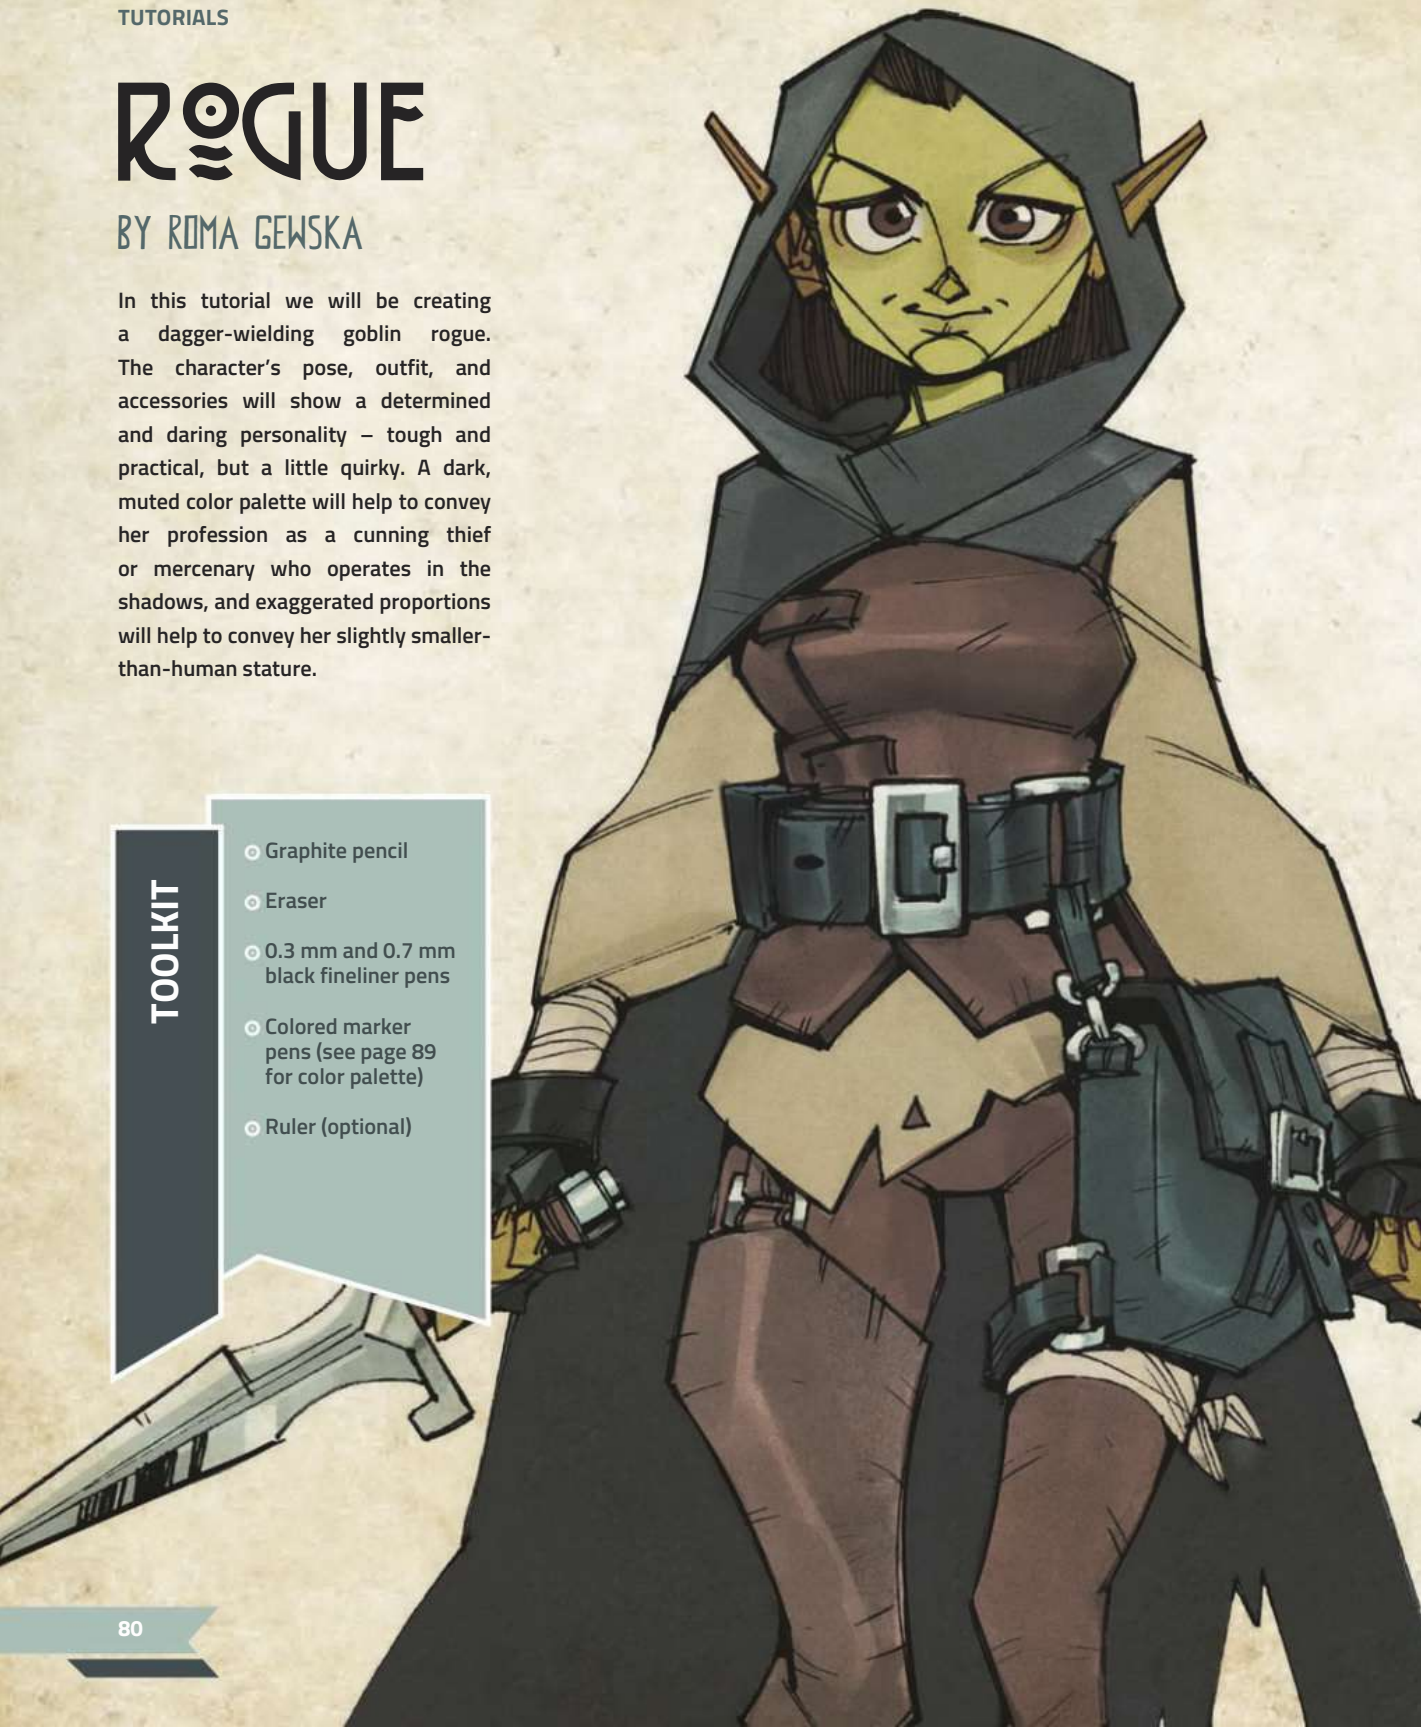 TUTORIALS
ROGUE
BY ROMA GEWSKA
In this tutorial we will be creating
a dagger-wielding goblin rogue.
The character’s pose, outfit, and
accessories will show a determined
and daring personality – tough and
practical, but a little quirky. A dark,
muted color palette will help to convey
her profession as a cunning thief
or mercenary who operates in the
shadows, and exaggerated proportions
will help to convey her slightly smaller-
than-human stature.
TOOLKIT
Graphite pencil
Eraser
0.3 mm and 0.7 mm
black fineliner pens
Colored marker
pens (see page 89
for color palette)
Ruler (optional)
80